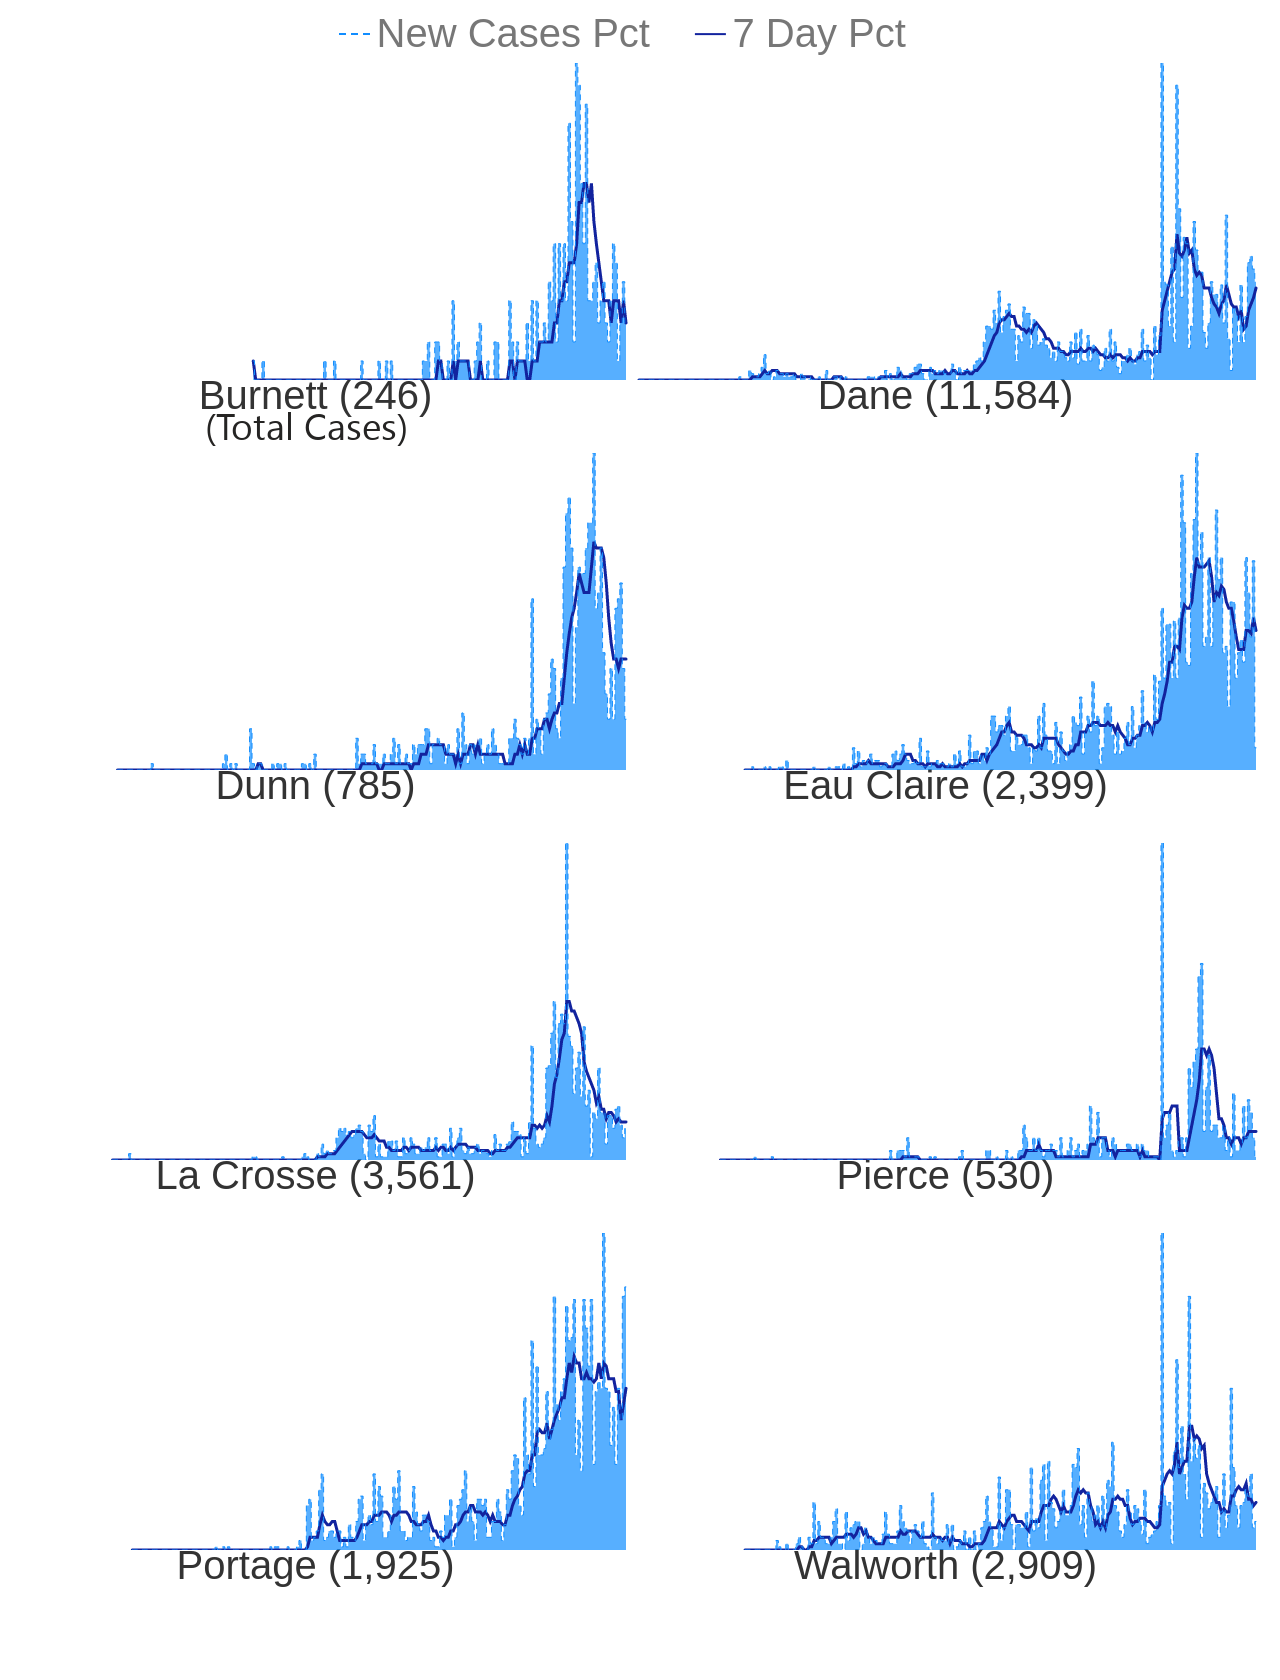 New Cases Pct 7 Day Pct
Burnett (246) Dane (11,584)
(Total Cases)
Dunn (785) Eau Claire (2,399)
La Crosse (3,561) Pierce (530)
Portage (1,925) Walworth (2,909)